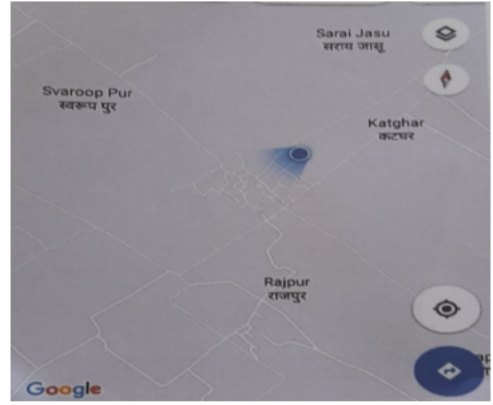 Sarai Jasu
सराय जासू
Svaroop Pur
स्वरूप पुर
Katghar
कटघर
Rajpur
राजपुर
Google